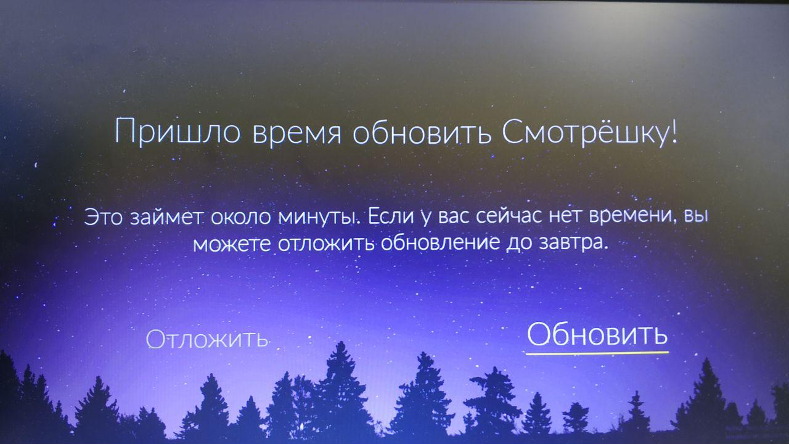 Пришло время обновить Смотрёшку!
Это займет около минуты. Если у вас сейчас нет времени, вы
можете отложить обновление до завтра.
Отложить
Обновить